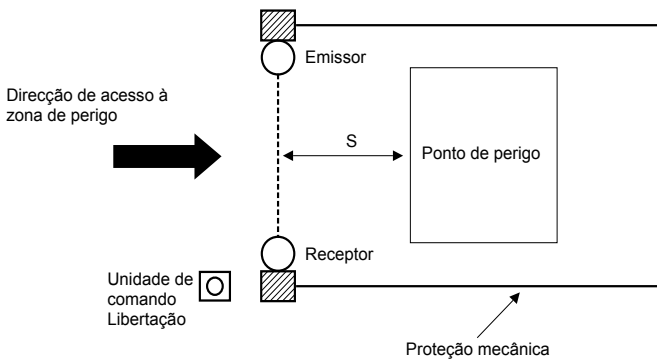 Emissor
Direcção de acesso à
zona de perigo
S
Ponto de perigo
Receptor
Unidade de
comando
Libertação
Proteção mecânica